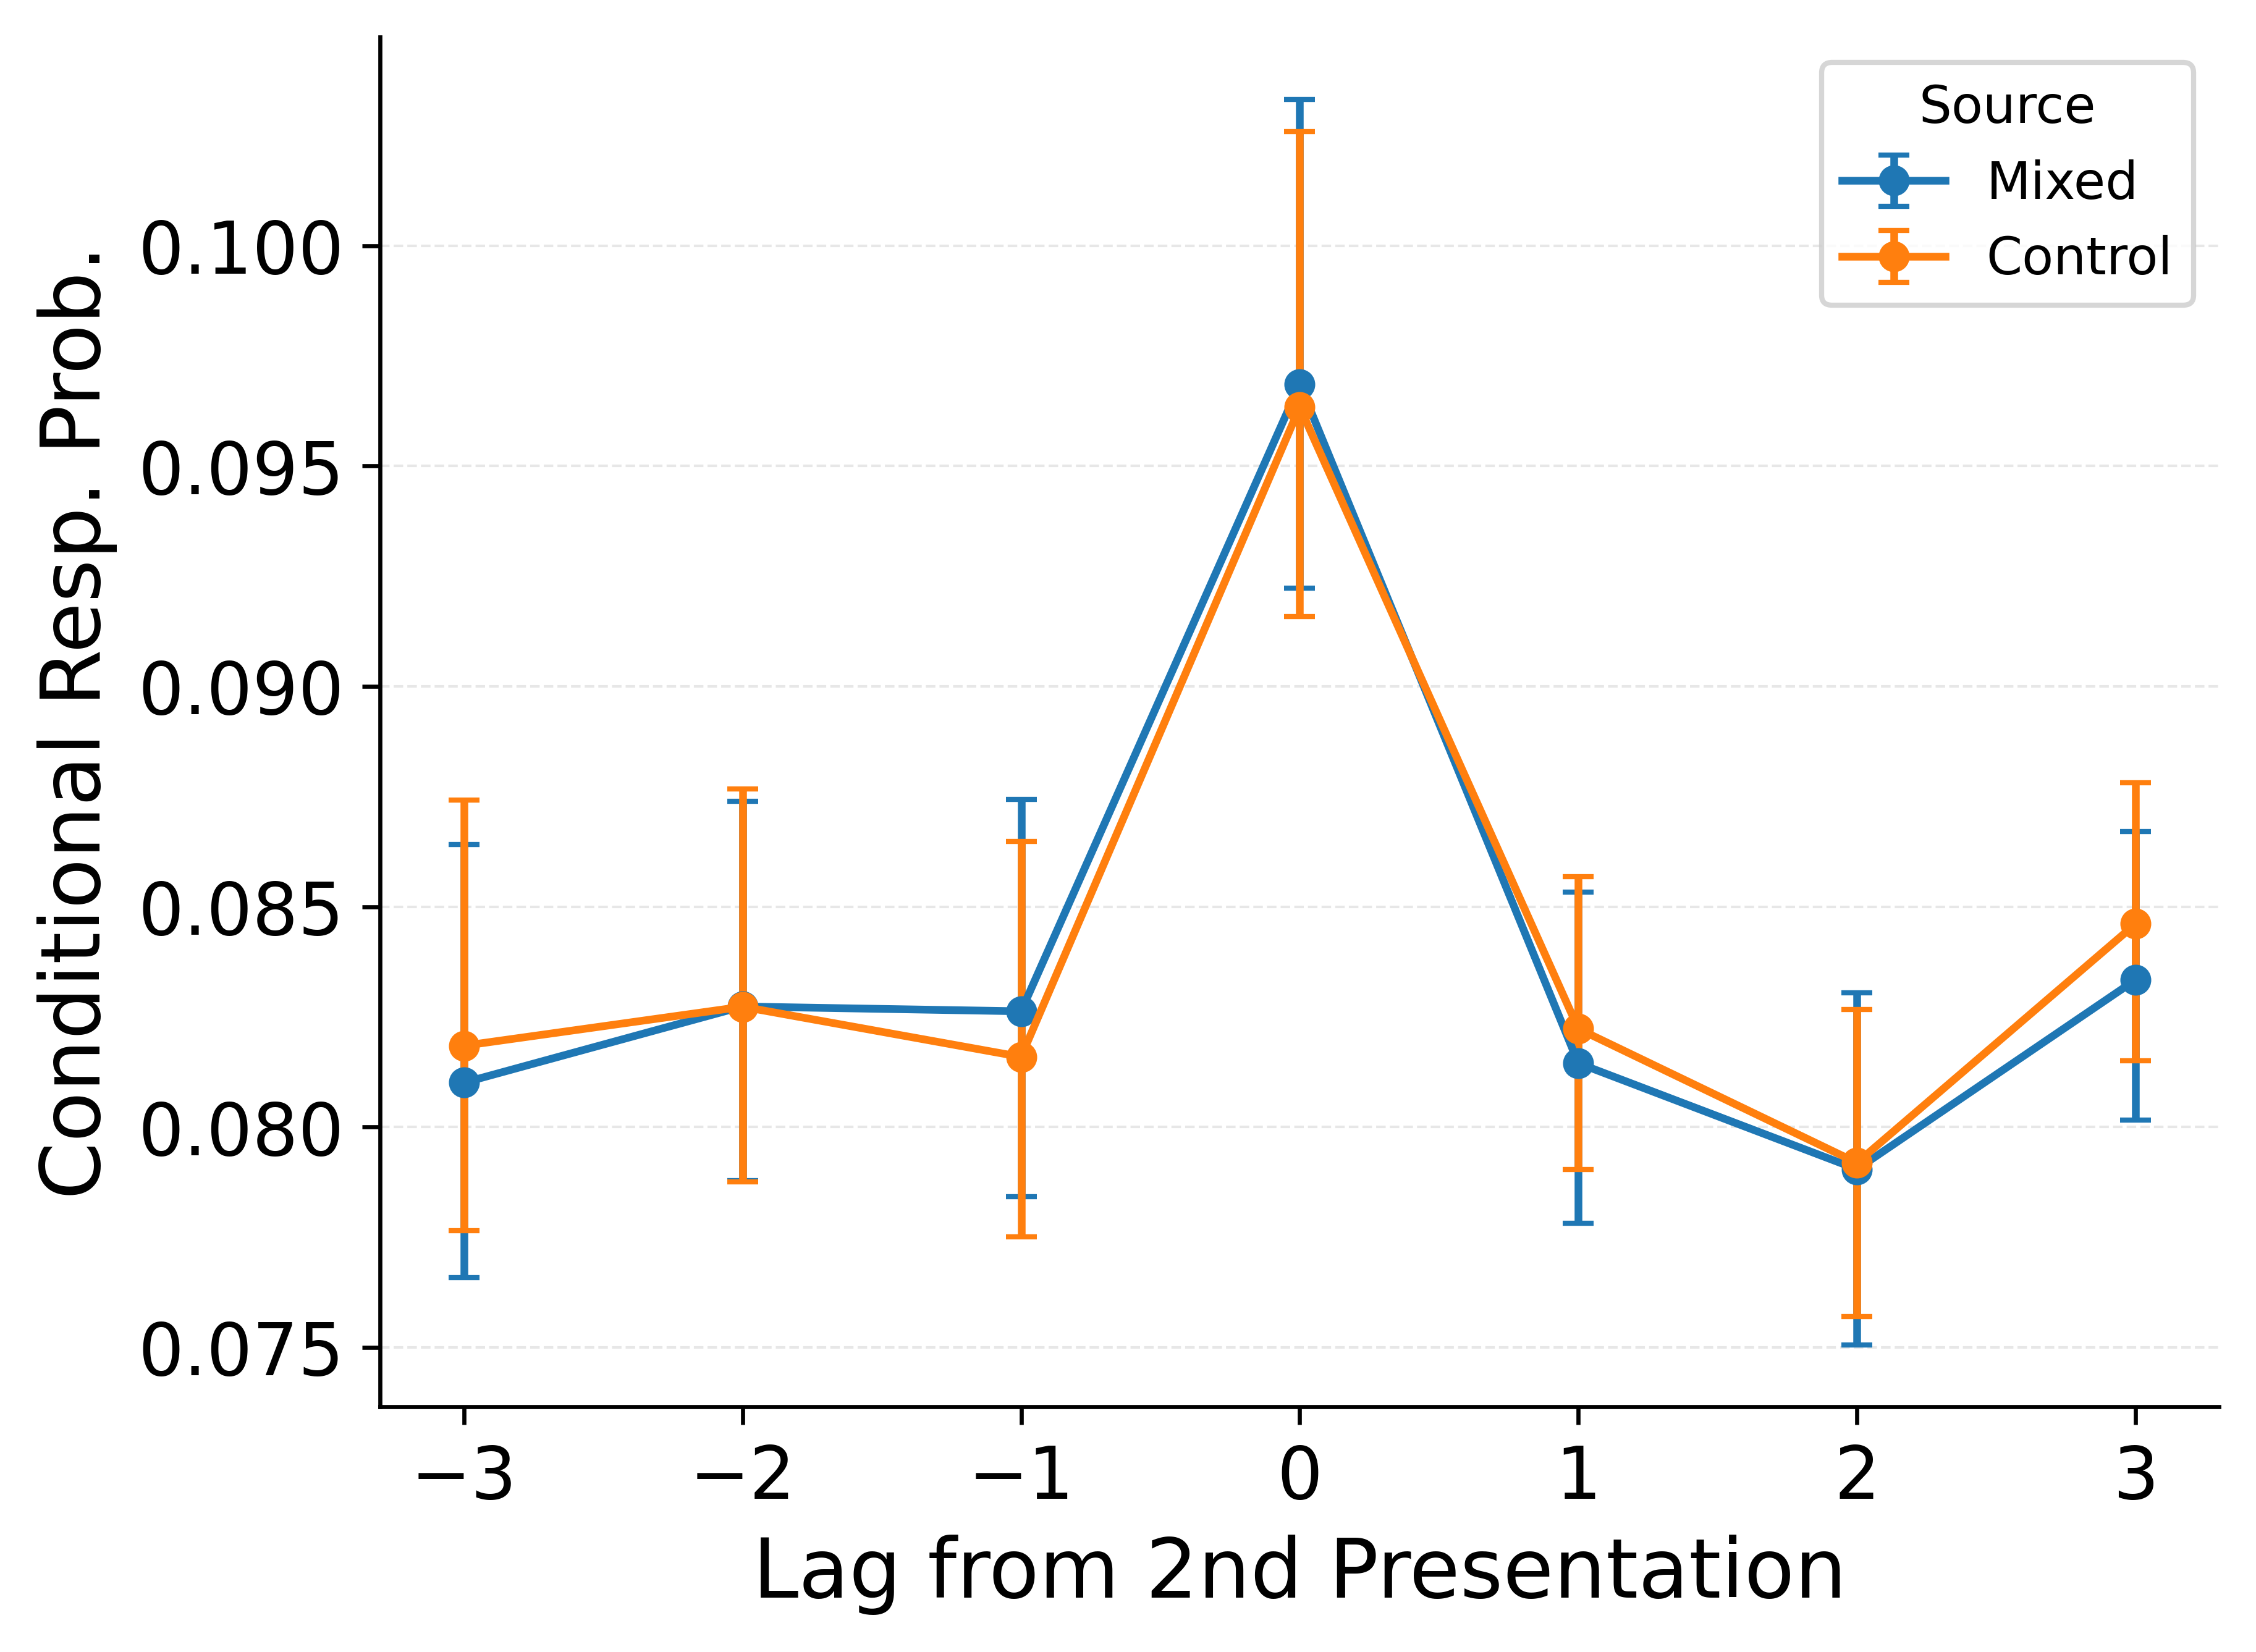 Source
Mixed
Control
Conditional Resp. Prob.
0.100
0.095
0.090
0.085
0.080
0.075
−3 −2 −1 0 1 2 3
Lag from 2nd Presentation